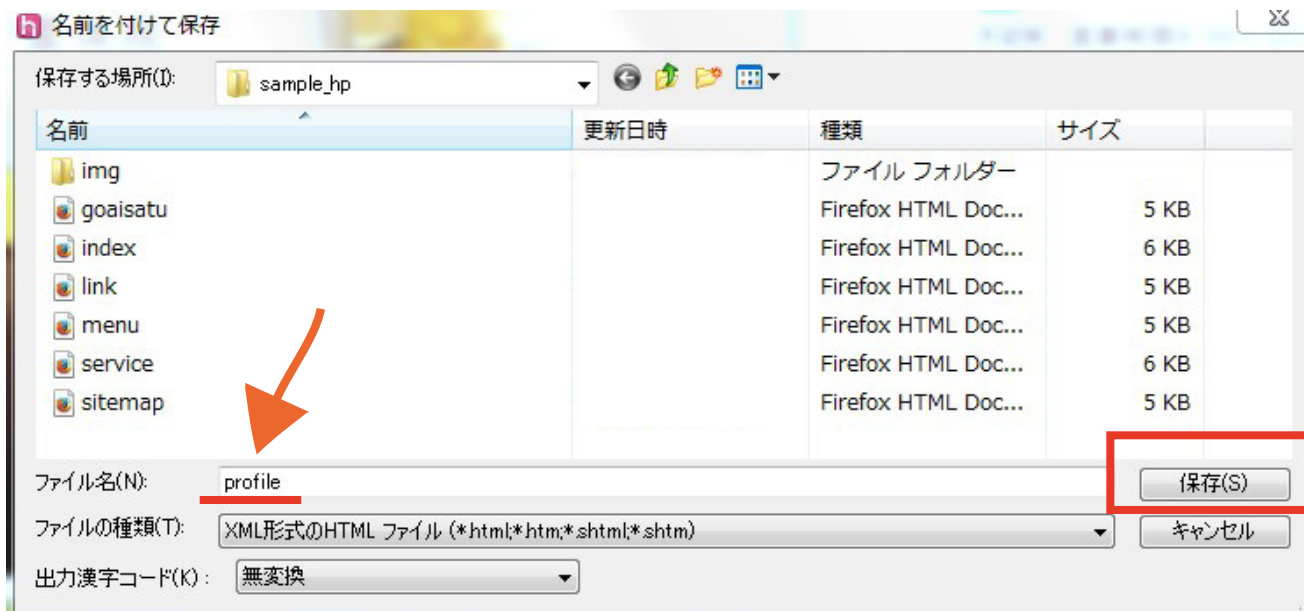 名前を付けて保存
保存する場所(I): sample_hp
名前 更新日時 種類 サイズ
img ファイル フォルダー
goaisatu Firefox HTML Doc... 5 KB
index Firefox HTML Doc... 6 KB
link Firefox HTML Doc... 5 KB
menu Firefox HTML Doc... 5 KB
service Firefox HTML Doc... 6 KB
sitemap Firefox HTML Doc... 5 KB
ファイル名(N): profile 保存(S)
ファイルの種類(T): XML形式のHTML ファイル (*.html;*.htm;*.shtml;*.shtm) キャンセル
出力漢字コード(K): 無変換